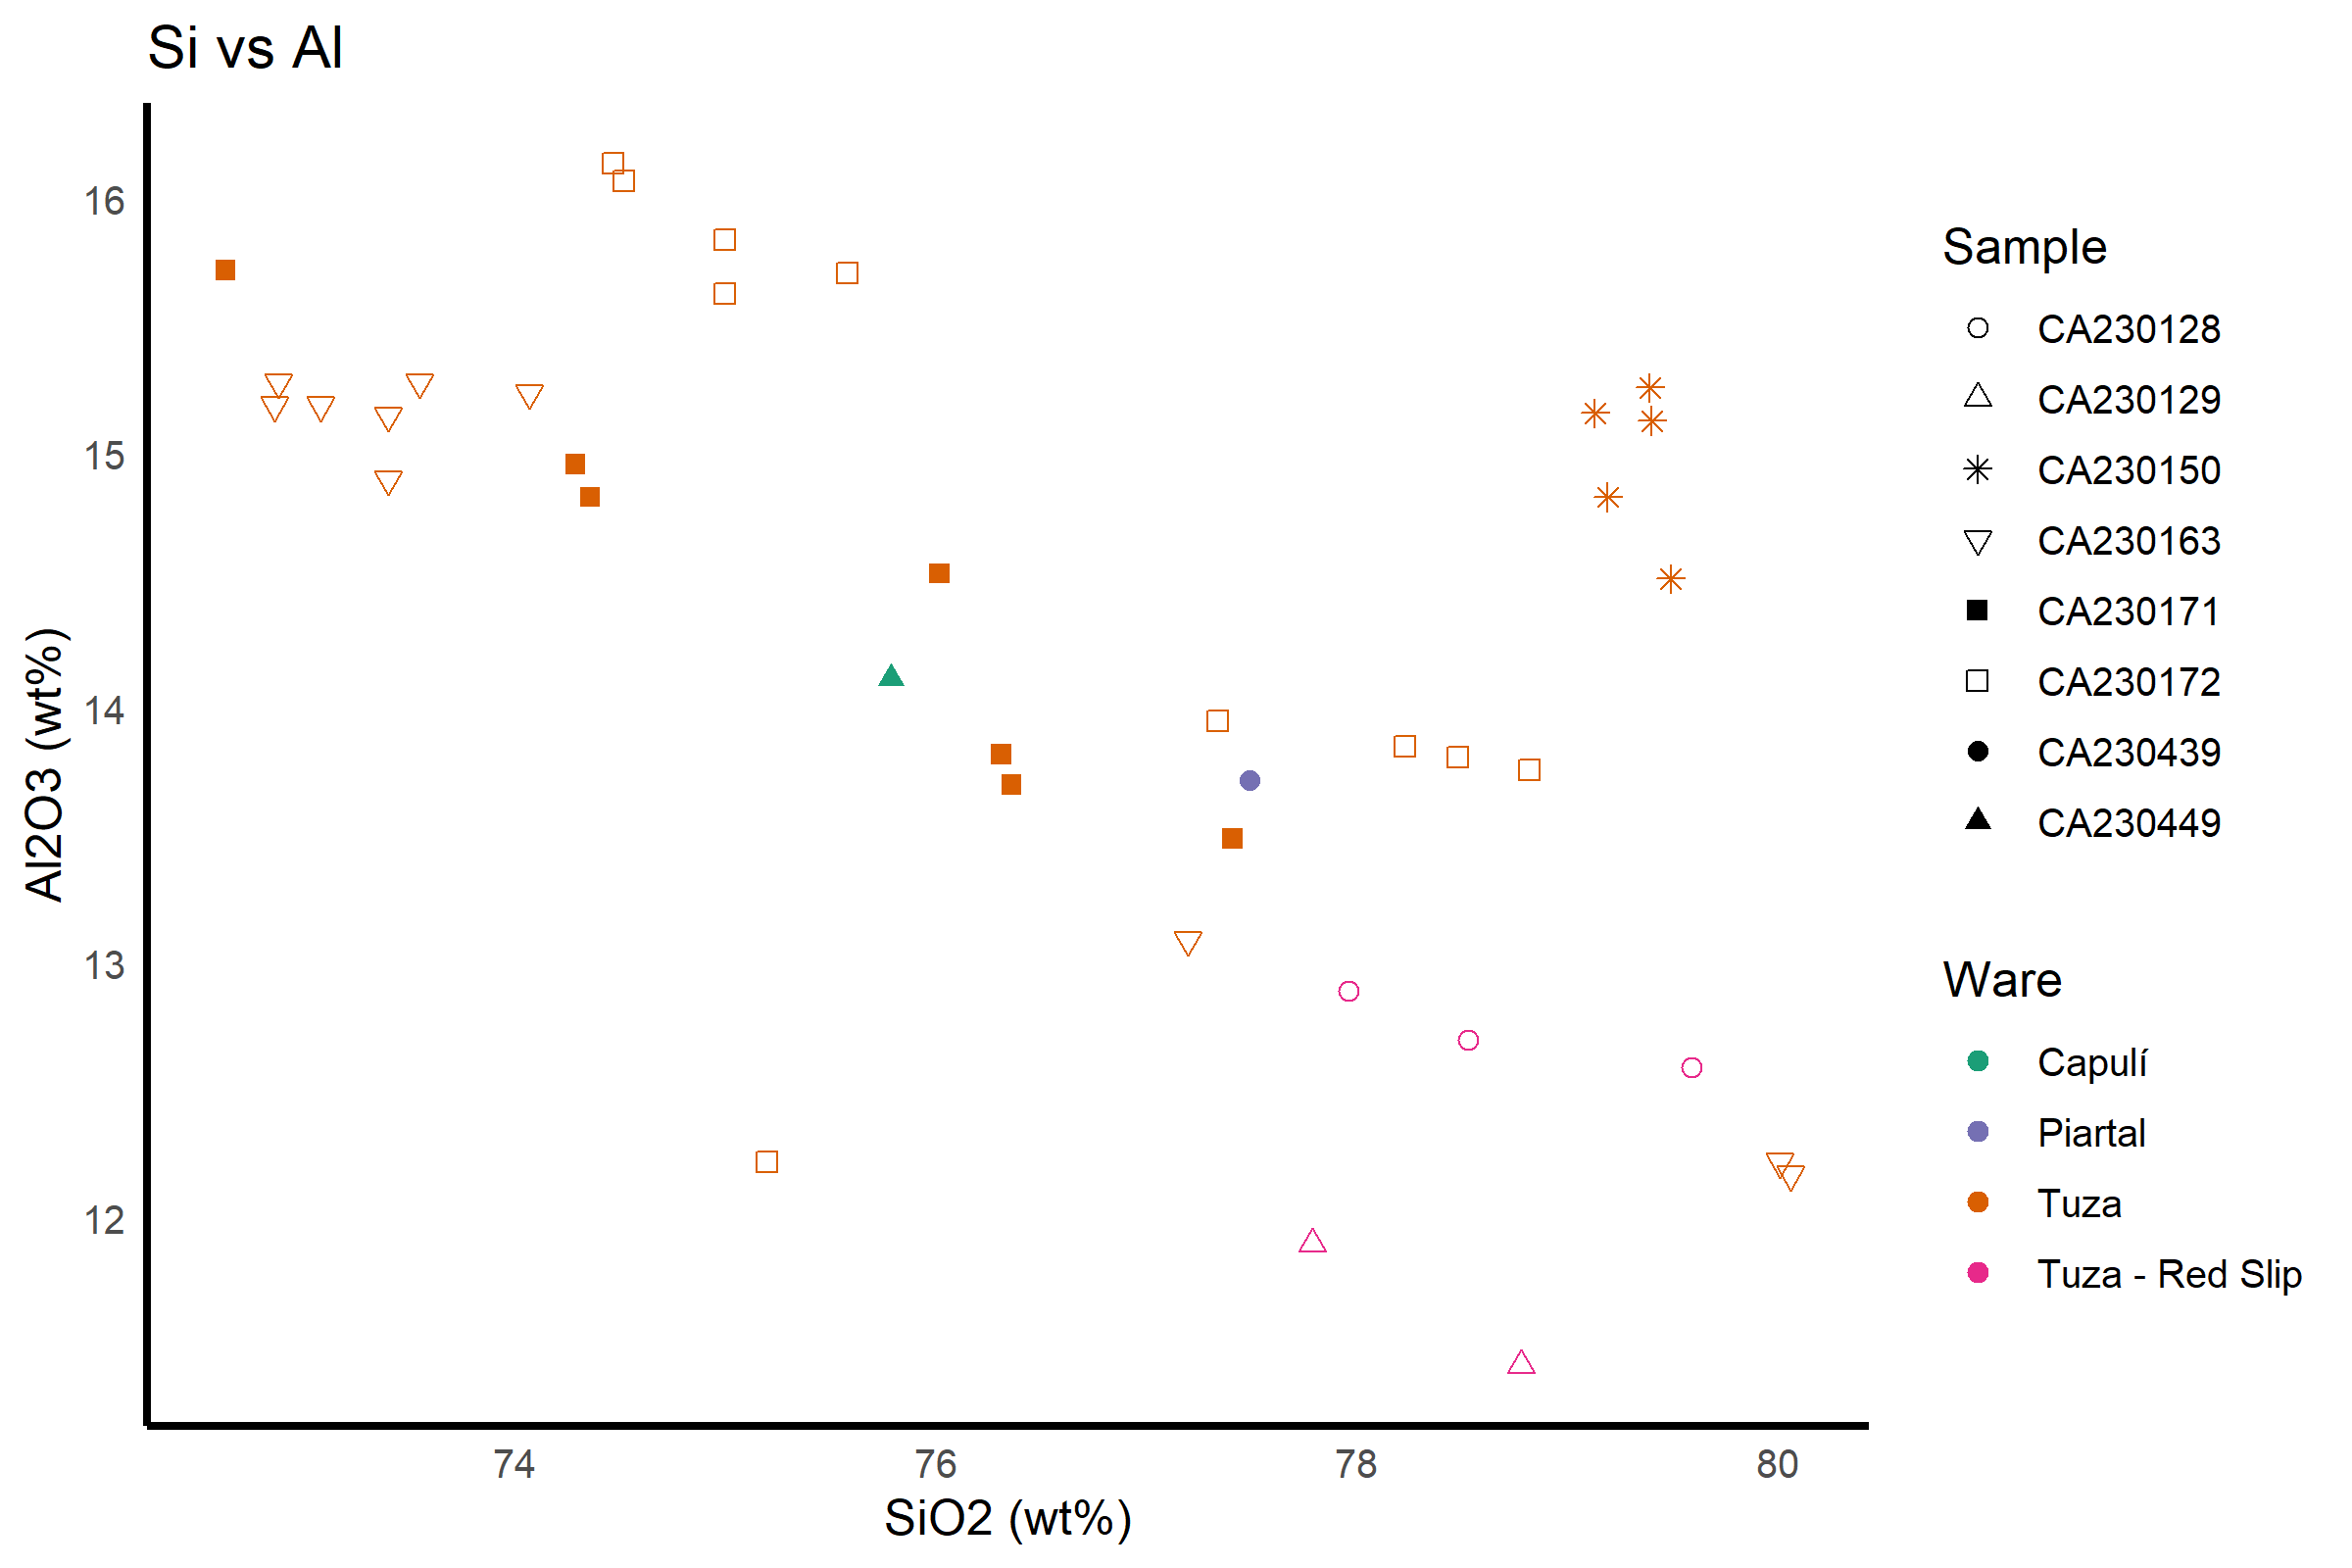 Si vs Al
16
15
14
13
12
Al2O3 (wt%)
74 76 78 80
SiO2 (wt%)
Sample
CA230128
CA230129
CA230150
CA230163
CA230171
CA230172
CA230439
CA230449
Ware
Capulí
Piartal
Tuza
Tuza - Red Slip